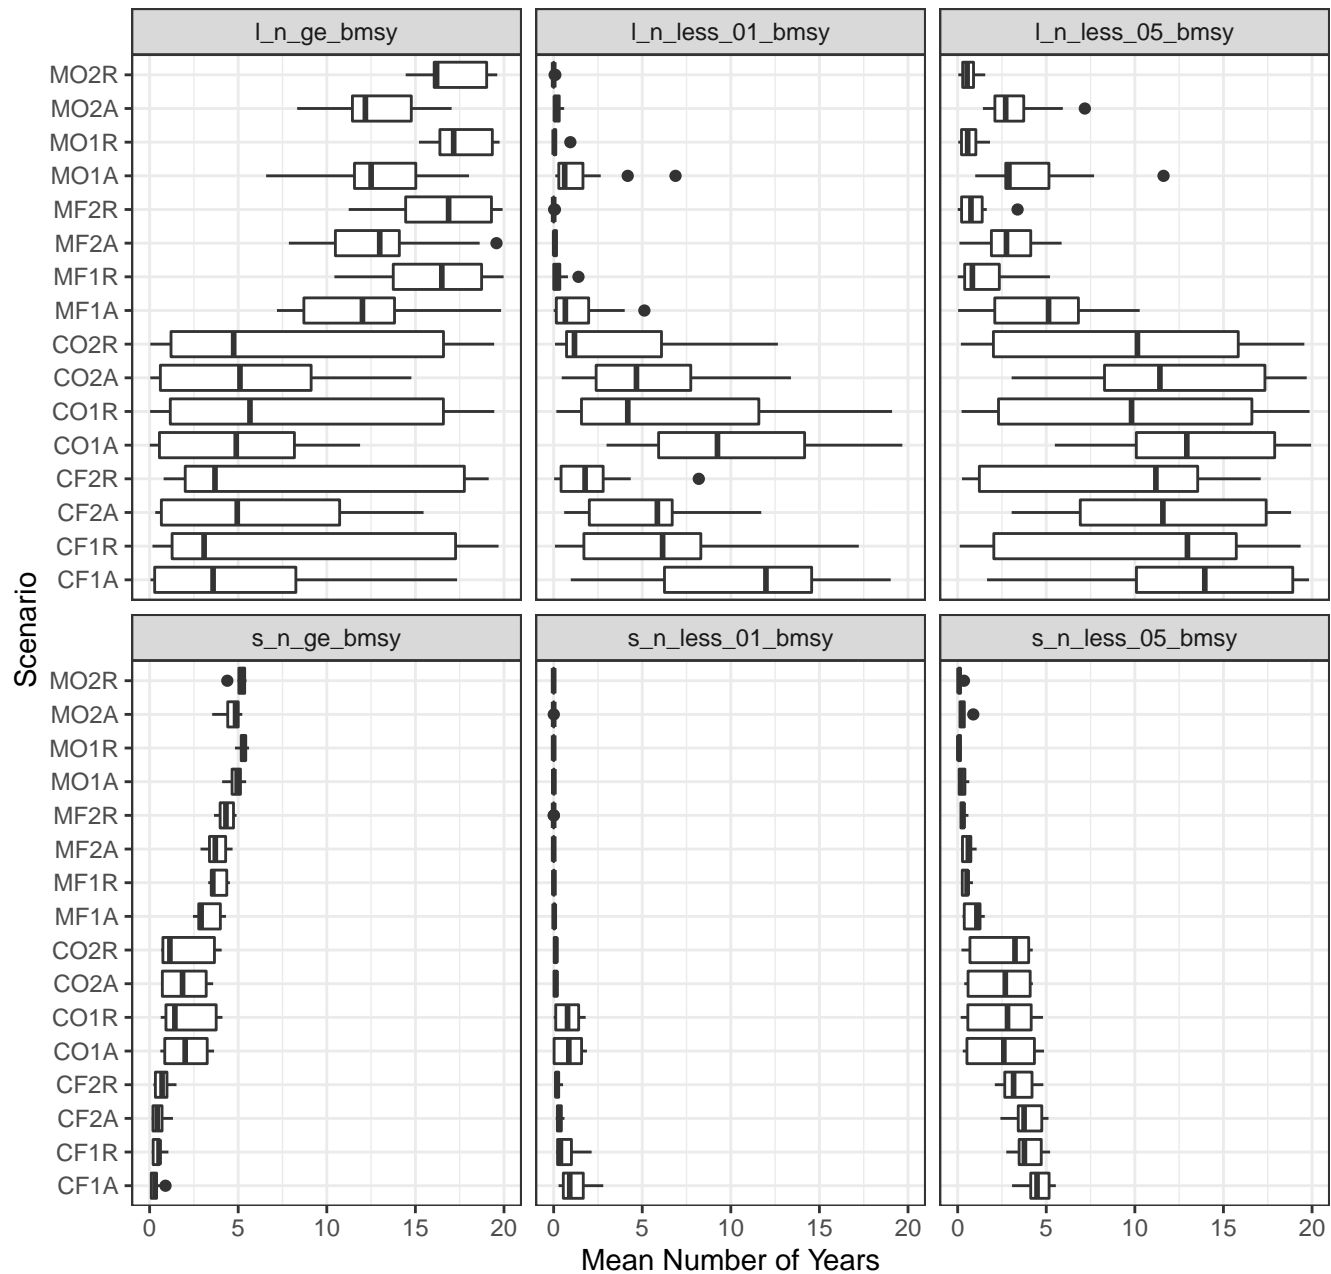 l_n_ge_bmsy
l_n_less_01_bmsy
l_n_less_05_bmsy
MO2R
MO2A
MO1R
MO1A
MF2R
MF2A
MF1R
MF1A
CO2R
CO2A
CO1R
CO1A
CF2R
CF2A
CF1R
CF1A
Scenario
s_n_ge_bmsy
s_n_less_01_bmsy
s_n_less_05_bmsy
MO2R
MO2A
MO1R
MO1A
MF2R
MF2A
MF1R
MF1A
CO2R
CO2A
CO1R
CO1A
CF2R
CF2A
CF1R
CF1A
0 5 10 15 20
0 5 10 15 20
0 5 10 15 20
Mean Number of Years